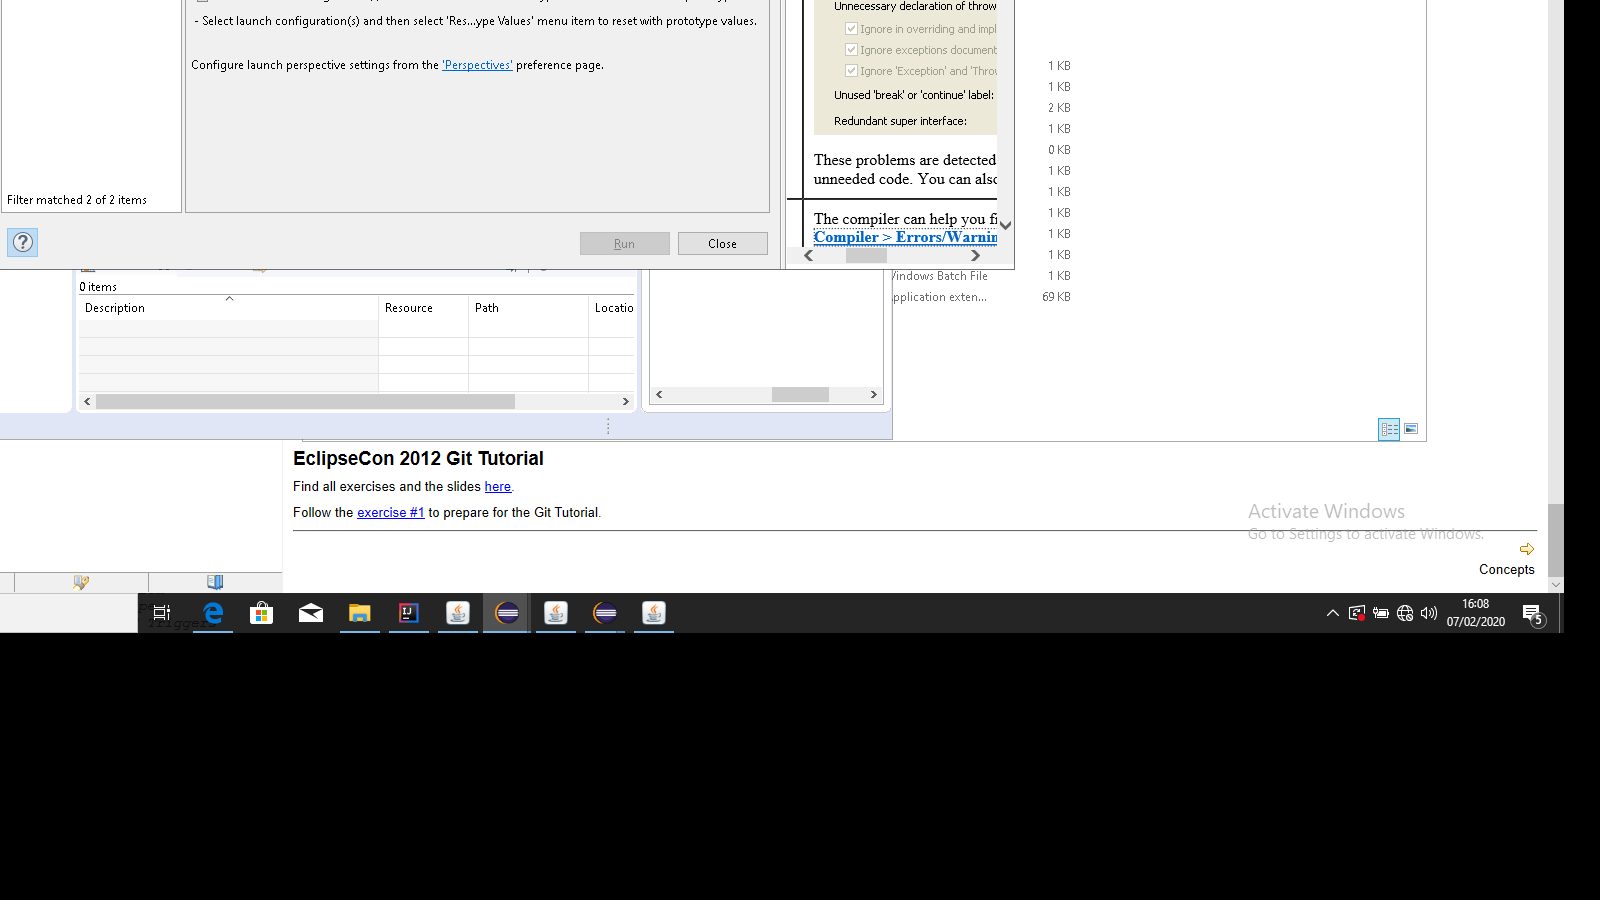 - Select launch configuration(s) and then select 'Res...ype Values' menu item to reset with prototype values.
Configure launch perspective settings from the 'Perspectives' preference page.
Filter matched 2 of 2 items
Run
Close
Unnecessary declaration of throw
Ignore in overriding and impl
Ignore exceptions document
Ignore 'Exception' and 'Throw
Unused 'break' or 'continue' label:
Redundant super interface:
These problems are detected
unneeded code. You can also
The compiler can help you fi
Compiler > Errors/Warnin
1 KB
1 KB
2 KB
1 KB
0 KB
1 KB
1 KB
1 KB
1 KB
1 KB
indows Batch File 1 KB
pplication exten... 69 KB
0 items
Description Resource Path Locatio
EclipseCon 2012 Git Tutorial
Find all exercises and the slides here.
Follow the exercise #1 to prepare for the Git Tutorial.
Activate Windows
Go to Settings to activate Windows.
Concepts
Triggers
IJ
16:08
07/02/2020
5